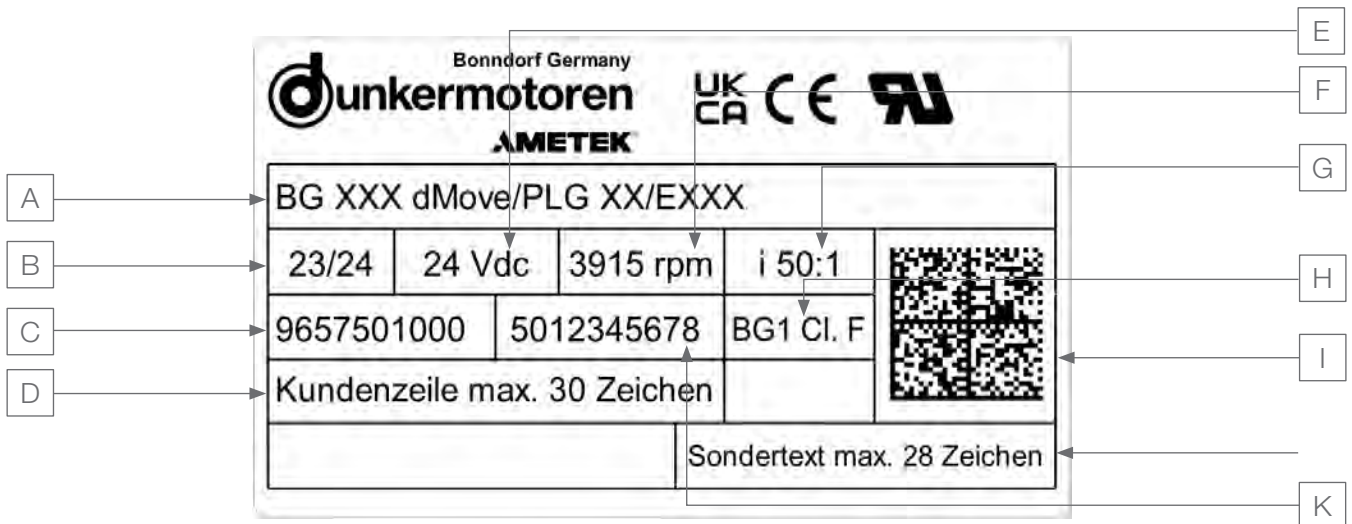 E
Bonndorf Germany
dunkermotoren
UK CA CE RU
F
AMETEK
G
A BG XXX dMove/PLG XX/EXXX
B 23/24 24 Vdc 3915 rpm i 50:1
H
C 9657501000 5012345678 BG1 Cl. F
I
D Kundenzeile max. 30 Zeichen
Sondertext max. 28 Zeichen
K